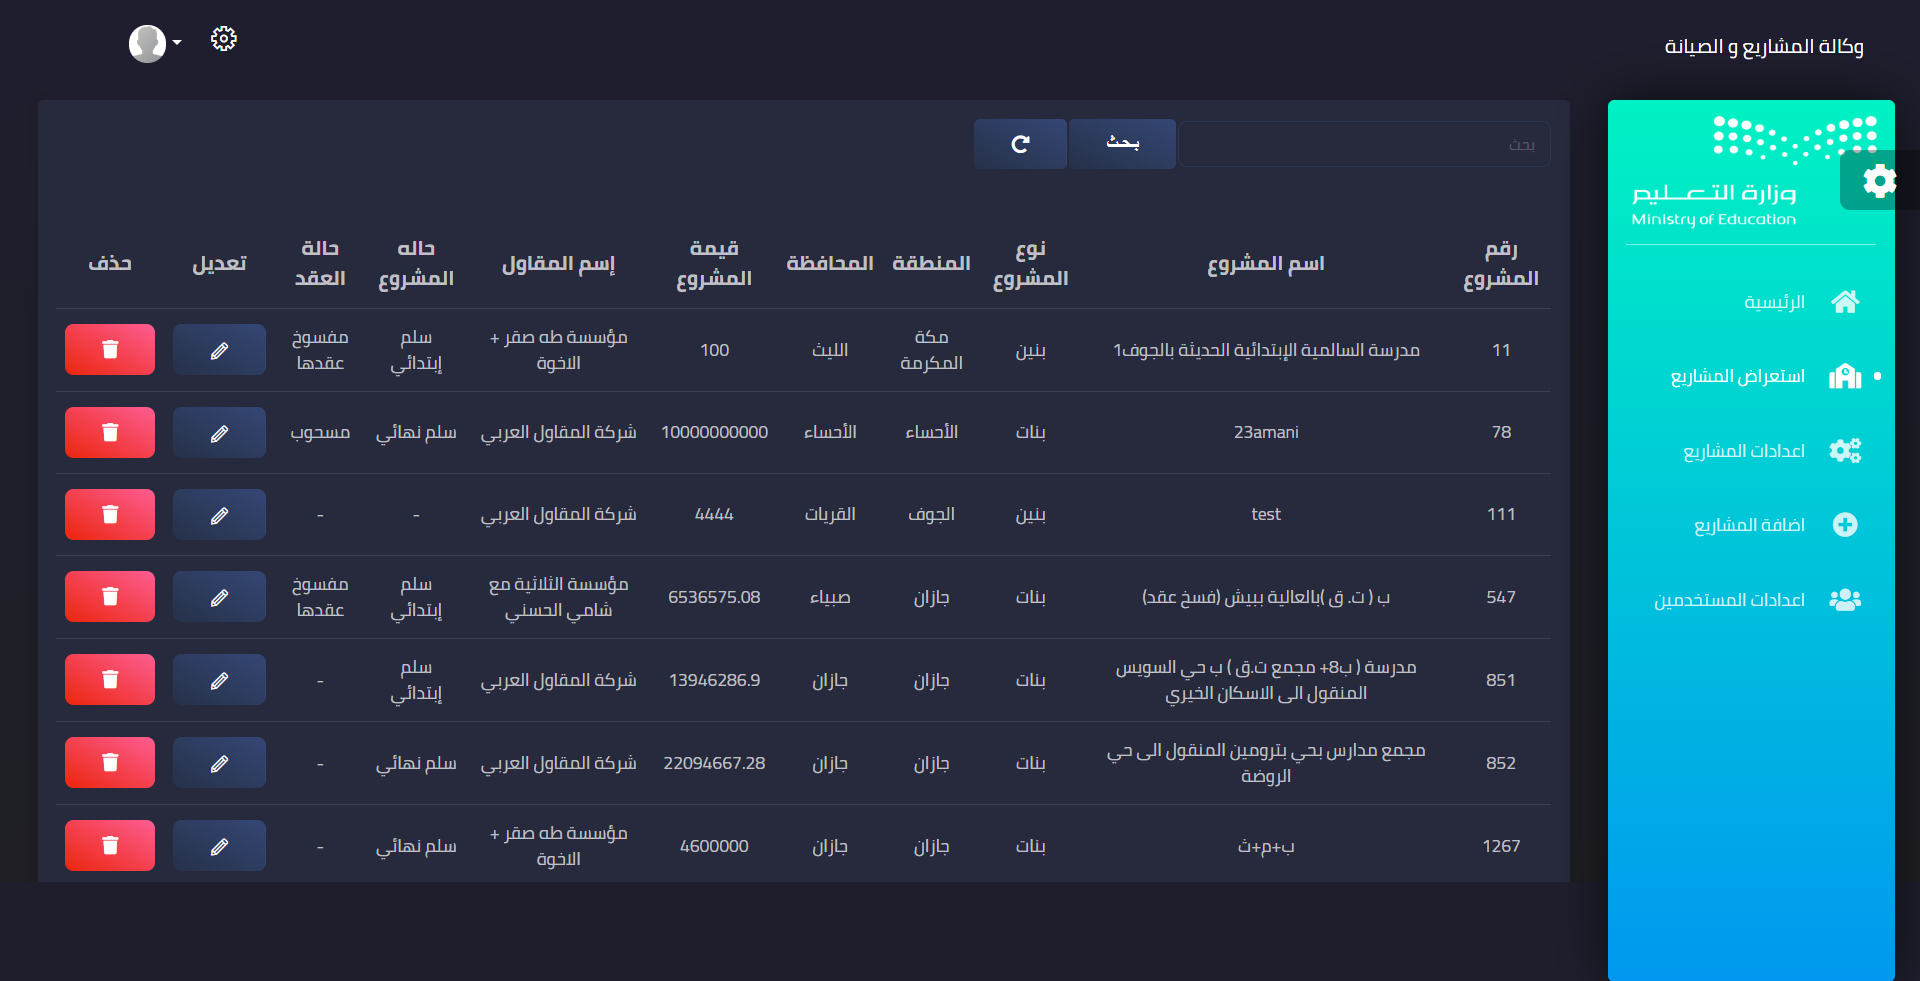 وكالة المشاريع و الصيانة
وزارة التعليم
Ministry of Education
الرئيسية
استعراض المشاريع
اعدادات المشاريع
اضافة المشاريع
اعدادات المستخدمين
بحث
بحث
رقم المشروع
اسم المشروع
نوع المشروع
المنطقة
المحافظة
قيمة المشروع
إسم المقاول
حاله المشروع
حالة العقد
تعديل
حذف
11
مدرسة السالمية الإبتدائية الحديثة بالجوف1
بنين
مكة المكرمة
الليث
100
مؤسسة طه صقر + الاخوة
سلم إبتدائي
مفسوخ عقدها
78
23amani
بنات
الأحساء
الأحساء
10000000000
شركة المقاول العربي
سلم نهائي
مسحوب
111
test
بنين
الجوف
القريات
4444
شركة المقاول العربي
-
-
547
ب ( ت. ق )بالعالية ببيش (فسخ عقد)
بنات
جازان
صبياء
6536575.08
مؤسسة الثلاثية مع شامي الحسني
سلم إبتدائي
مفسوخ عقدها
851
مدرسة ( ب8+ مجمع ت.ق ) ب حي السويس
المنقول الى الاسكان الخيري
بنات
جازان
جازان
13946286.9
شركة المقاول العربي
سلم إبتدائي
-
852
مجمع مدارس بحي بترومين المنقول الى حي
الروضة
بنات
جازان
جازان
22094667.28
شركة المقاول العربي
سلم نهائي
-
1267
ب+م+ث
بنات
جازان
جازان
4600000
مؤسسة طه صقر + الاخوة
سلم نهائي
-